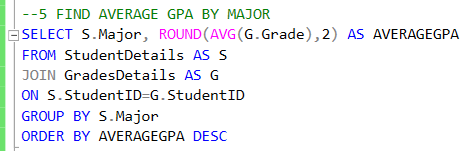 --5 FIND AVERAGE GPA BY MAJOR
SELECT S.Major, ROUND(AVG(G.Grade),2) AS AVERAGEGPA
FROM StudentDetails AS S
JOIN GradesDetails AS G
ON S.StudentID=G.StudentID
GROUP BY S.Major
ORDER BY AVERAGEGPA DESC